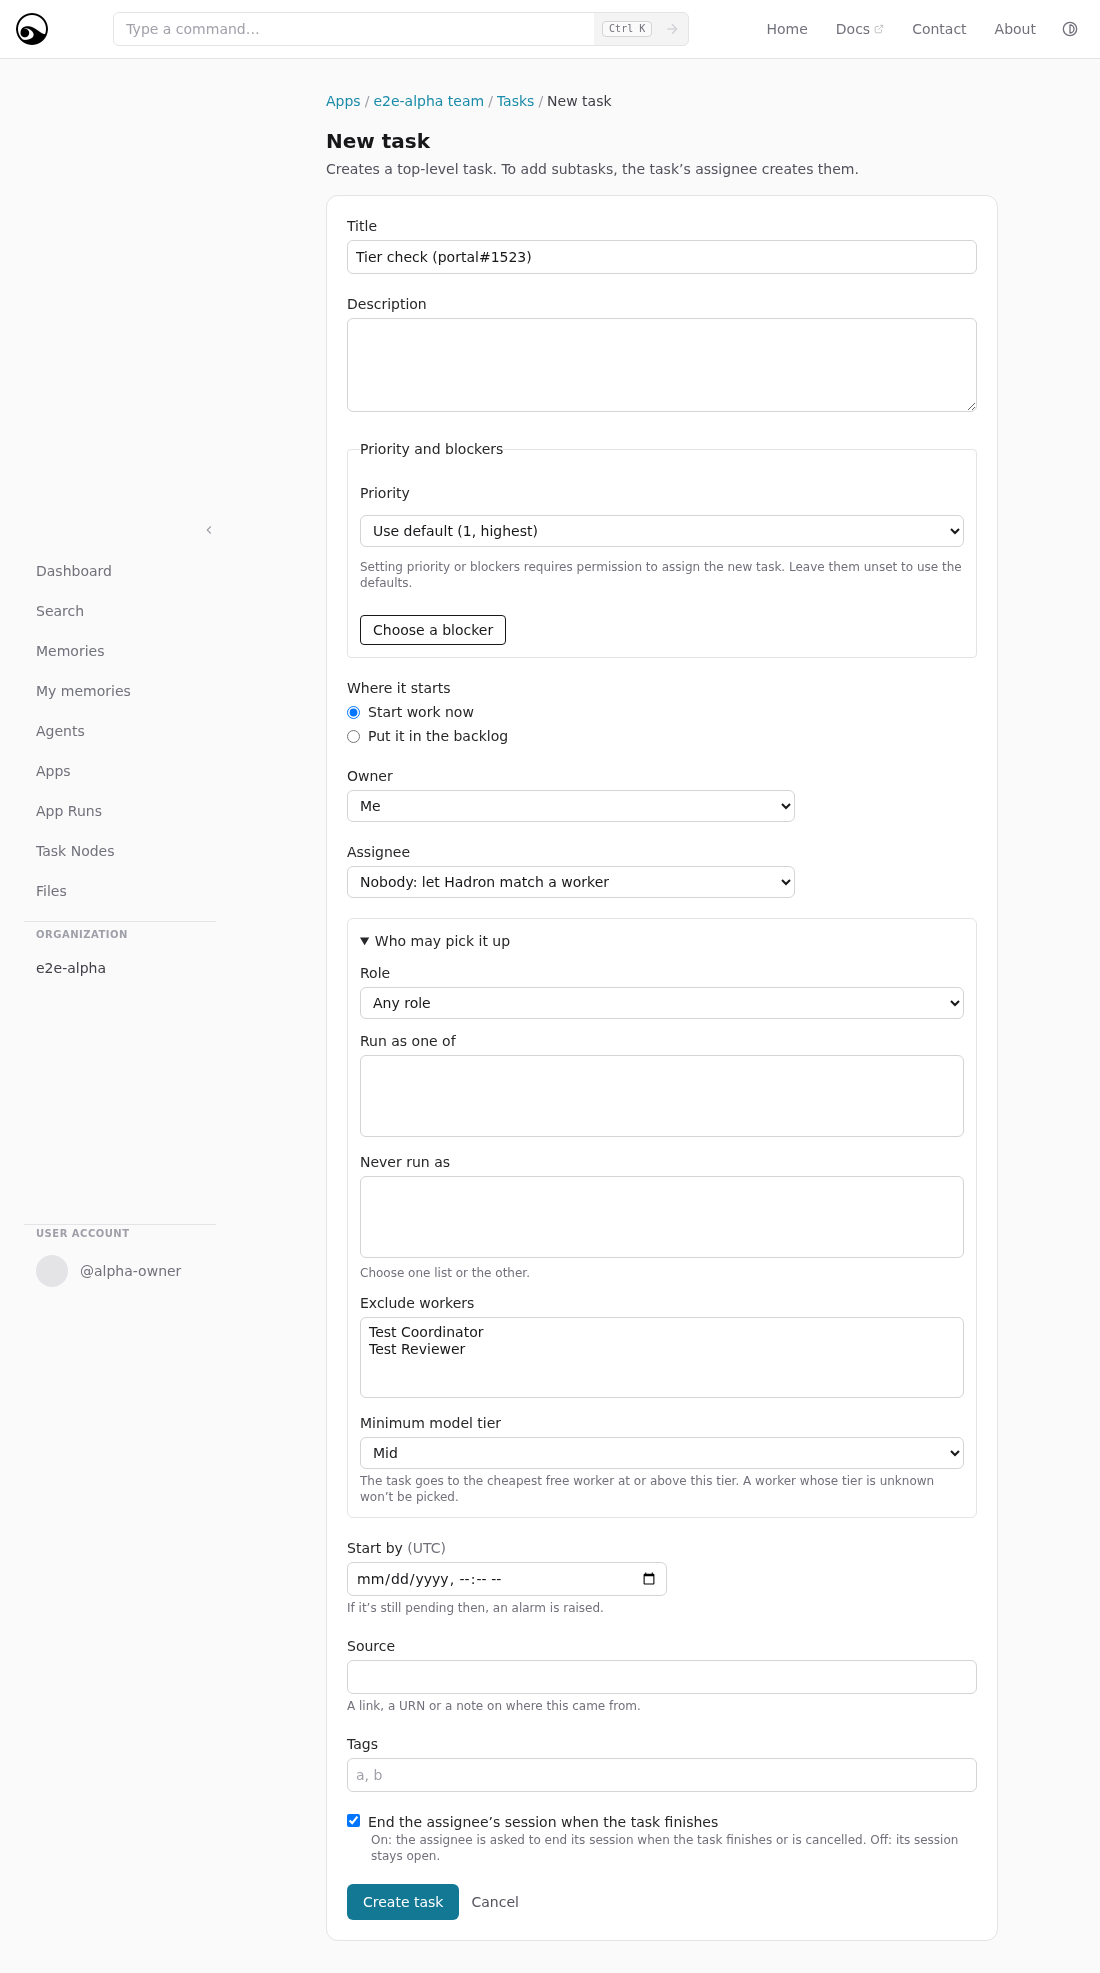 Type a command...
Ctrl K
Home
Docs
Contact
About
Apps / e2e-alpha team / Tasks / New task
New task
Creates a top-level task. To add subtasks, the task’s assignee creates them.
Title
Tier check (portal#1523)
Description
Priority and blockers
Priority
Use default (1, highest)
Setting priority or blockers requires permission to assign the new task. Leave them unset to use the
defaults.
Choose a blocker
Where it starts
Start work now
Put it in the backlog
Owner
Me
Assignee
Nobody: let Hadron match a worker
Who may pick it up
Role
Any role
Run as one of
Never run as
Choose one list or the other.
Exclude workers
Test Coordinator
Test Reviewer
Minimum model tier
Mid
The task goes to the cheapest free worker at or above this tier. A worker whose tier is unknown
won’t be picked.
Start by (UTC)
mm/dd/yyyy, --:-- --
If it’s still pending then, an alarm is raised.
Source
A link, a URN or a note on where this came from.
Tags
a, b
End the assignee’s session when the task finishes
On: the assignee is asked to end its session when the task finishes or is cancelled. Off: its session
stays open.
Create task
Cancel
Dashboard
Search
Memories
My memories
Agents
Apps
App Runs
Task Nodes
Files
ORGANIZATION
e2e-alpha
USER ACCOUNT
@alpha-owner